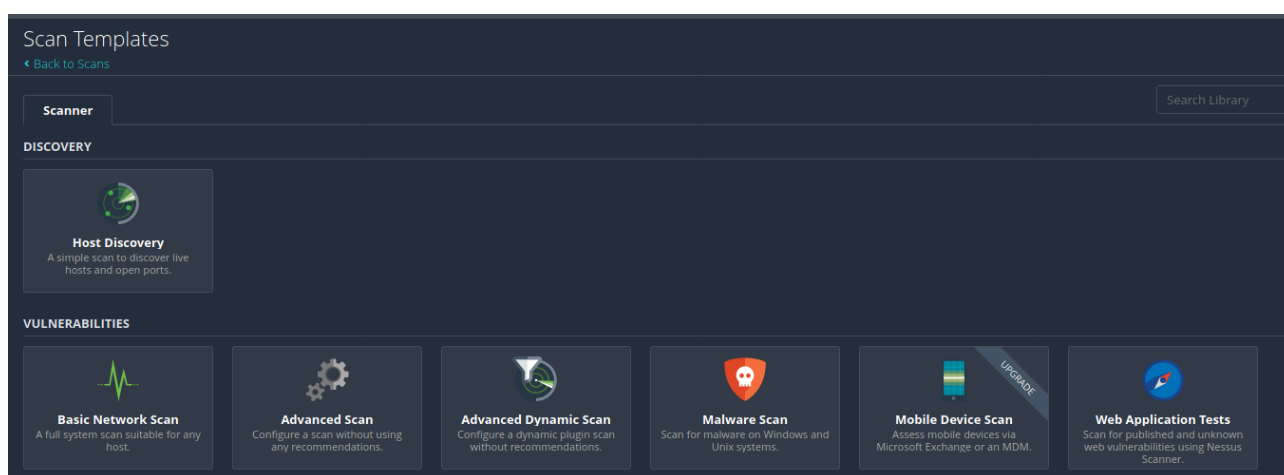 Scan Templates
Back to Scans
Scanner
Search Library
DISCOVERY
Host Discovery
A simple scan to discover live
hosts and open ports.
VULNERABILITIES
Basic Network Scan
A full system scan suitable for any
host.
Advanced Scan
Configure a scan without using
any recommendations.
Advanced Dynamic Scan
Configure a dynamic plugin scan
without recommendations.
Malware Scan
Scan for malware on Windows and
Unix systems.
UPGRADE
Mobile Device Scan
Assess mobile devices via
Microsoft Exchange or an MDM.
Web Application Tests
Scan for published and unknown
web vulnerabilities using Nessus
Scanner.